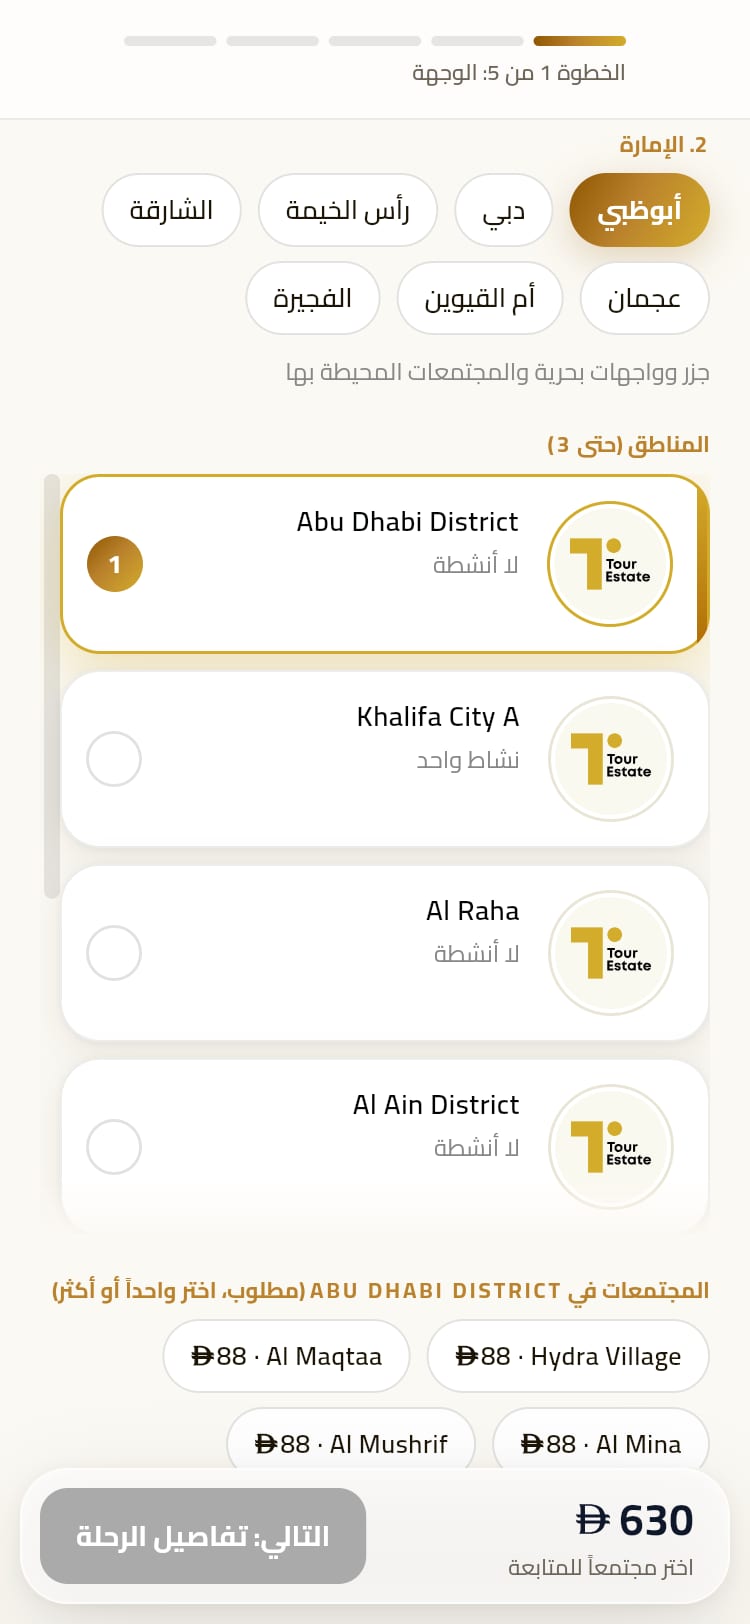 الخطوة 1 من 5: الوجهة
2. الإمارة
أبوظبي
دبي
رأس الخيمة
الشارقة
عجمان
أم القيوين
الفجيرة
جزر وواجهات بحرية والمجتمعات المحيطة بها
المناطق (حتى 3)
Tour
Estate
Abu Dhabi District
لا أنشطة
1
Tour
Estate
Khalifa City A
نشاط واحد
Tour
Estate
Al Raha
لا أنشطة
Tour
Estate
Al Ain District
لا أنشطة
المجتمعات في ABU DHABI DISTRICT (مطلوب، اختر واحداً أو أكثر)
Hydra Village · 88 AED
Al Maqtaa · 88 AED
Al Mina · 88 AED
Al Mushrif · 88 AED
630
اختر مجتمعاً للمتابعة
التالي: تفاصيل الرحلة